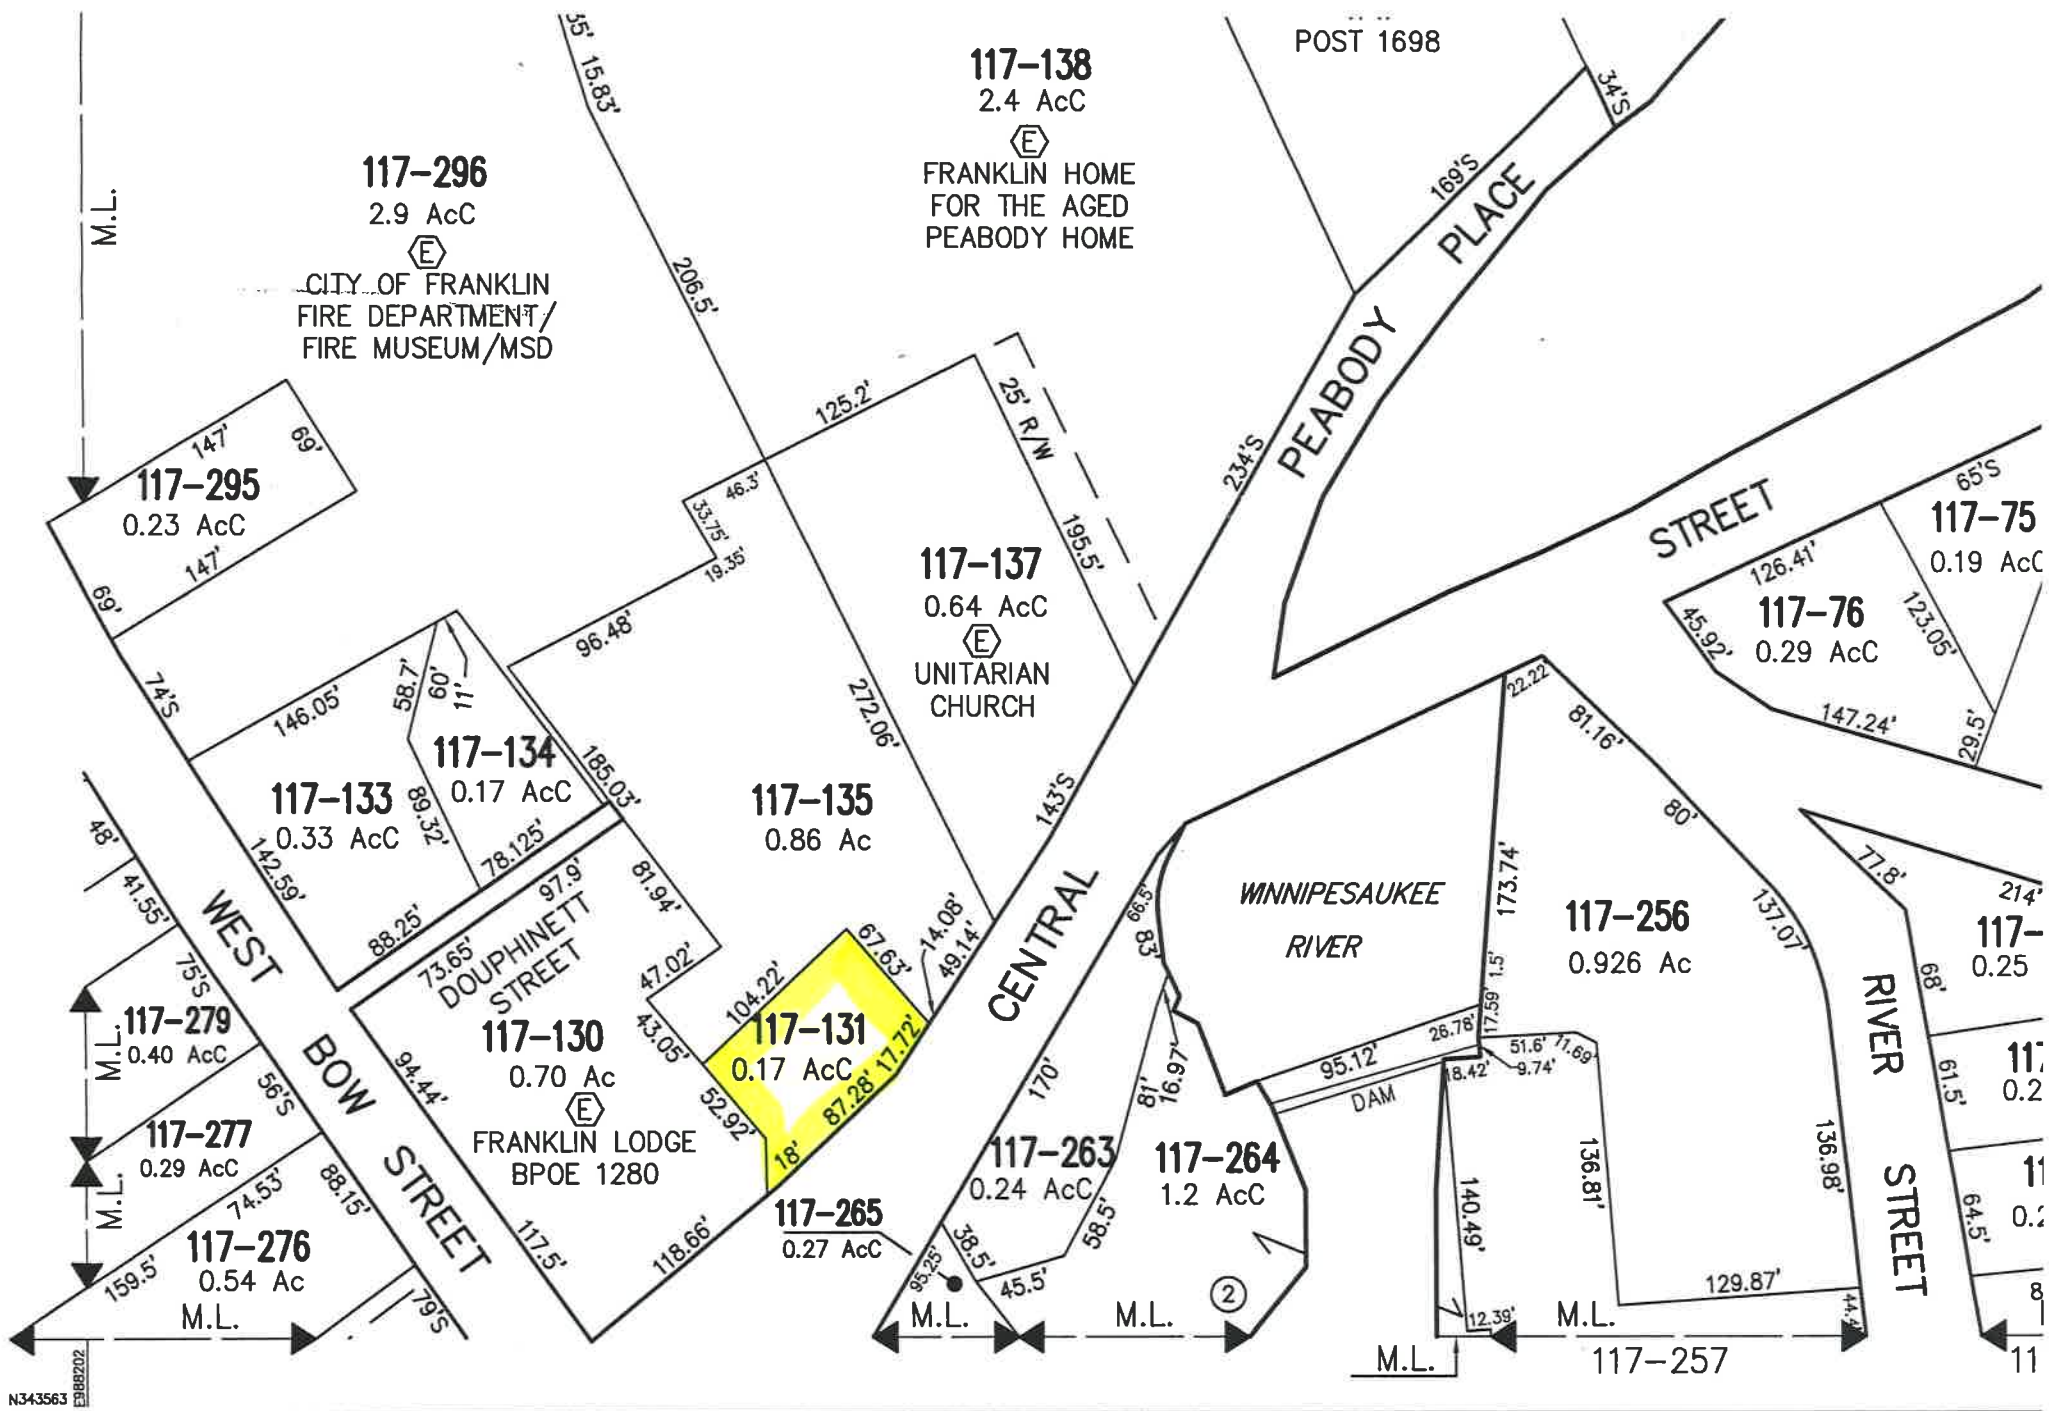 35'
15.83'
117-138
2.4 AcC
E
FRANKLIN HOME
FOR THE AGED
PEABODY HOME
POST 1698
34'S
169'S
PEABODY PLACE
234'S
M.L.
117-296
2.9 AcC
E
CITY OF FRANKLIN
FIRE DEPARTMENT/
FIRE MUSEUM/MSD
206.5'
147'
69'
117-295
0.23 AcC
147'
69'
125.2'
25' R/W
46.3'
33.75'
19.35'
195.5'
117-137
0.64 AcC
E
UNITARIAN
CHURCH
96.48'
272.06'
74'S
146.05'
58.7'
60'
11'
117-134
0.17 AcC
185.03'
117-133
0.33 AcC
89.32'
78.125'
142.59'
88.25'
117-135
0.86 Ac
143'S
STREET
65'S
117-75
0.19 AcC
126.41'
117-76
0.29 AcC
45.92'
123.05'
147.24'
29.5'
22.22'
81.16'
80'
173.74'
137.07'
117-256
0.926 Ac
WINNIPESAUKEE
RIVER
66.5'
83'
CENTRAL
77.8'
214'
117-
0.25
68'
48'
41.55'
75'S
WEST BOW STREET
97.9'
73.65'
DOUPHINETT
STREET
81.94'
47.02'
43.05'
104.22'
67.63'
14.08'
49.14'
117-131
0.17 AcC
17.72'
87.28'
18'
52.92'
117-130
0.70 Ac
E
FRANKLIN LODGE
BPOE 1280
94.44'
117.5'
118.66'
M.L.
117-279
0.40 AcC
56'S
117-277
0.29 AcC
M.L.
74.53'
88.15'
117-276
0.54 Ac
159.5'
79'S
M.L.
170'
81'
16.97'
117-263
0.24 AcC
58.5'
38.5'
45.5'
117-264
1.2 AcC
117-265
0.27 AcC
95.25'
2
M.L.
M.L.
95.12'
26.78'
DAM
1.5'
17.59'
51.6'
71.69'
9.74'
18.42'
136.81'
140.49'
12.39'
129.87'
44.4'
136.98'
RIVER STREET
117
0.2
61.5'
11
0.2
64.5'
8
M.L.
M.L.
117-257
11
N343563
E988202